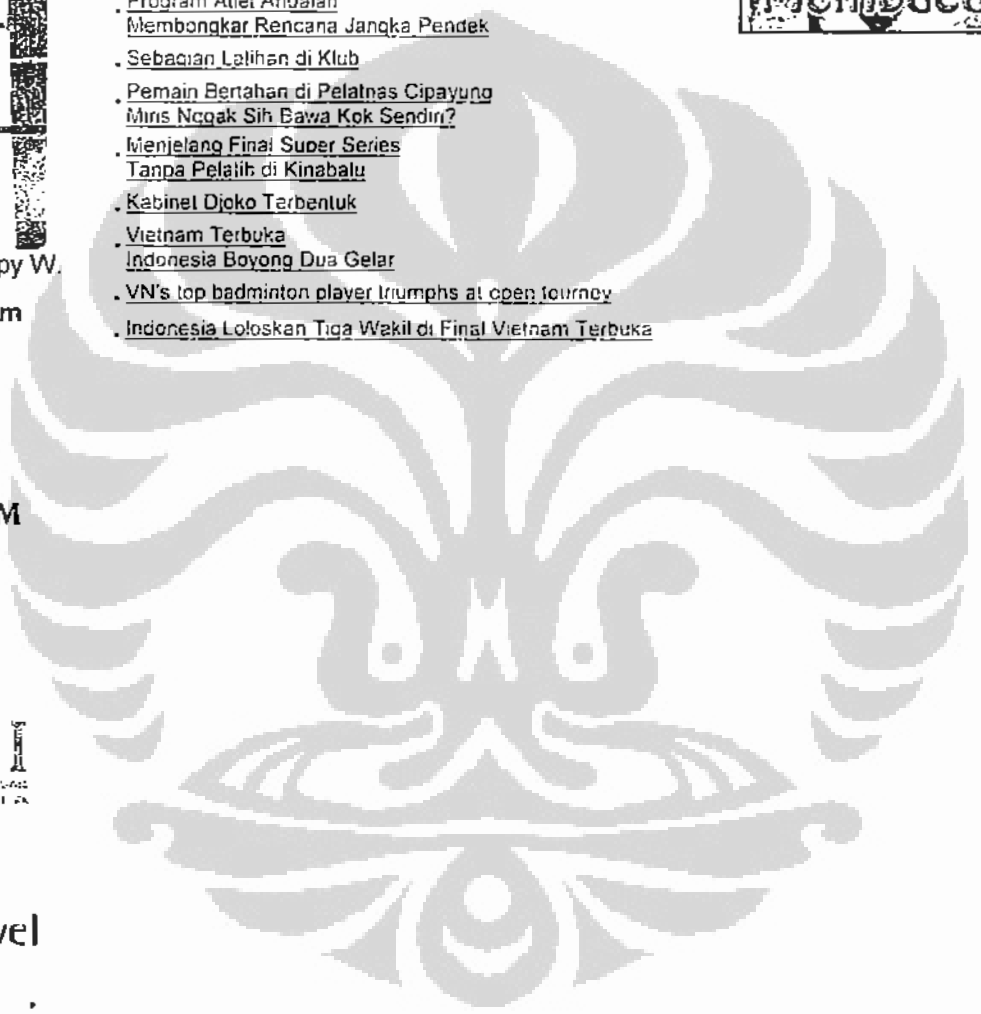 Program Atlet Andalan
Membongkar Rencana Jangka Pendek
. Sebagian Latihan di Klub
. Pemain Bertahan di Pelatnas Cipayung
Miris Nggak Sih Bawa Kok Sendiri?
. Menjelang Final Super Series
Tanpa Pelatih di Kinabalu
. Kabinet Djoko Terbentuk
. Vietnam Terbuka
Indonesia Boyong Dua Gelar
. VN's top badminton player triumphs at open tourney
. Indonesia Loloskan Tiga Wakil di Final Vietnam Terbuka
py W.
m
M
vel